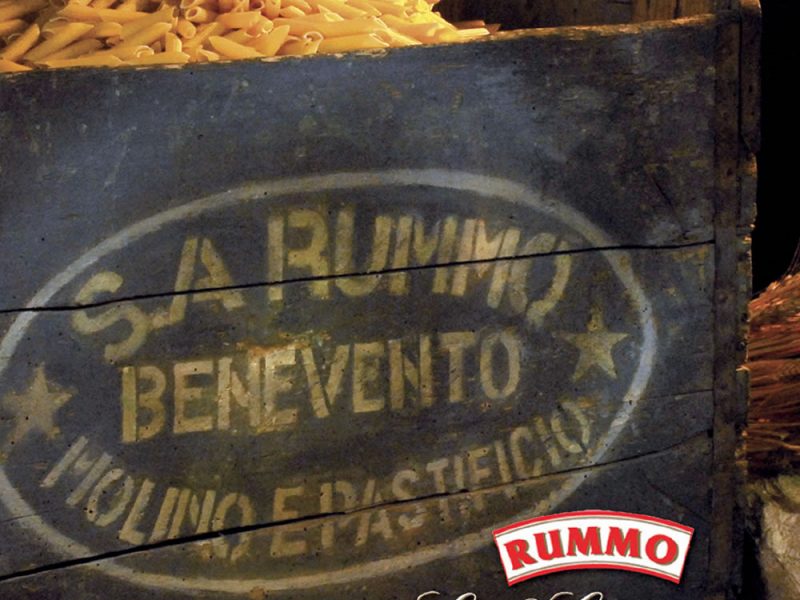 S.A RUMMO
BENEVENTO
MOLINO E PASTIFICIO
RUMMO